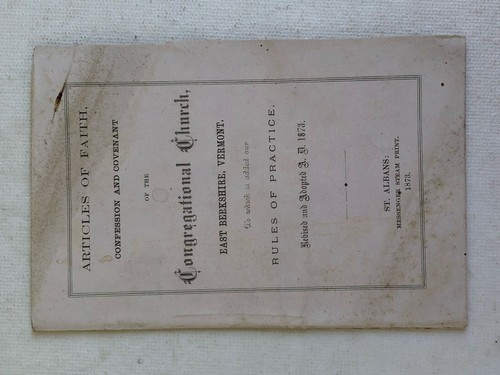 ARTICLES OF FAITH,
CONFESSION AND COVENANT
OF THE
Congregational Church,
EAST BERKSHIRE, VERMONT.
To which is added our
RULES OF PRACTICE.
Revised and Adopted A. D. 1873.
ST. ALBANS:
MESSENGER STEAM PRINT.
1873.